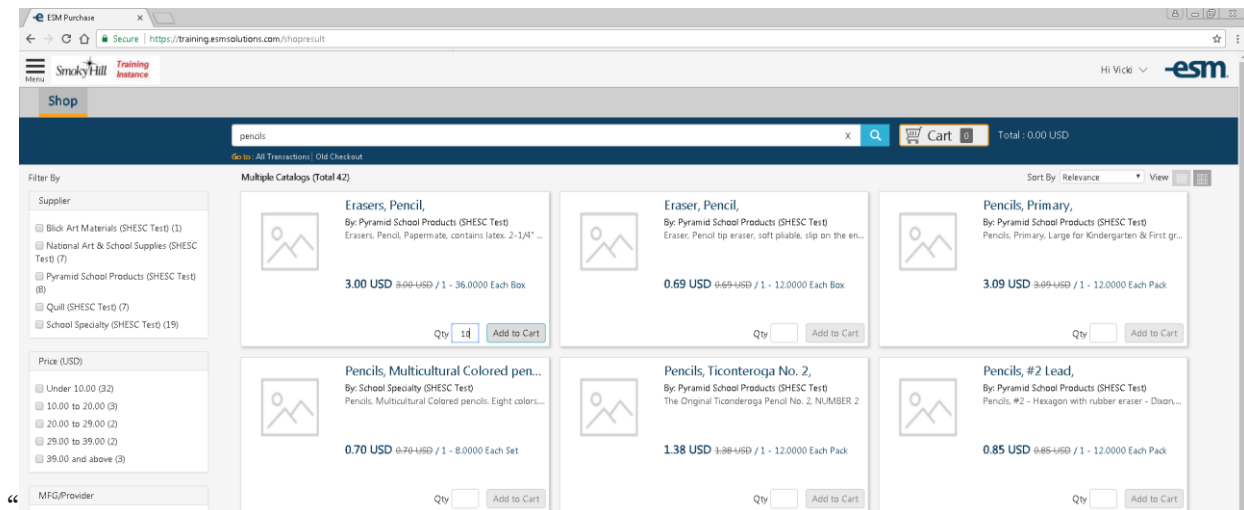 ESM Purchase x
Secure | https://training.esmsolutions.com/shopresult
Menu
SmokyHill
Training
Instance
Hi Vicki
esm.
Shop
pencils X
Cart 0
Total : 0.00 USD
Go to : All Transactions | Old Checkout
Filter By
Multiple Catalogs (Total 42)
Sort By Relevance View
Supplier
Blick Art Materials (SHESC Test) (1)
National Art & School Supplies (SHESC
Test) (7)
Pyramid School Products (SHESC Test)
(8)
Quill (SHESC Test) (7)
School Specialty (SHESC Test) (19)
Price (USD)
Under 10.00 (32)
10.00 to 20.00 (3)
20.00 to 29.00 (2)
29.00 to 39.00 (2)
39.00 and above (3)
MFG/Provider
Erasers, Pencil,
By: Pyramid School Products (SHESC Test)
Erasers, Pencil, Papermate, contains latex. 2-1/4" ...
3.00 USD 3.00 USD / 1 - 36.0000 Each Box
Qty 10 Add to Cart
Eraser, Pencil,
By: Pyramid School Products (SHESC Test)
Eraser, Pencil tip eraser, soft pliable, slip on the en...
0.69 USD 0.69 USD / 1 - 12.0000 Each Box
Qty Add to Cart
Pencils, Primary,
By: Pyramid School Products (SHESC Test)
Pencils, Primary, Large for Kindergarten & First gr...
3.09 USD 3.09 USD / 1 - 12.0000 Each Pack
Qty Add to Cart
Pencils, Multicultural Colored pen...
By: School Specialty (SHESC Test)
Pencils, Multicultural Colored pencils. Eight colors,...
0.70 USD 0.70 USD / 1 - 8.0000 Each Set
Qty Add to Cart
Pencils, Ticonteroga No. 2,
By: Pyramid School Products (SHESC Test)
The Original Ticonderoga Pencil No. 2, NUMBER 2
1.38 USD 1.38 USD / 1 - 12.0000 Each Pack
Qty Add to Cart
Pencils, #2 Lead,
By: Pyramid School Products (SHESC Test)
Pencils, #2 - Hexagon with rubber eraser - Dixon,...
0.85 USD 0.85 USD / 1 - 12.0000 Each Pack
Qty Add to Cart
“